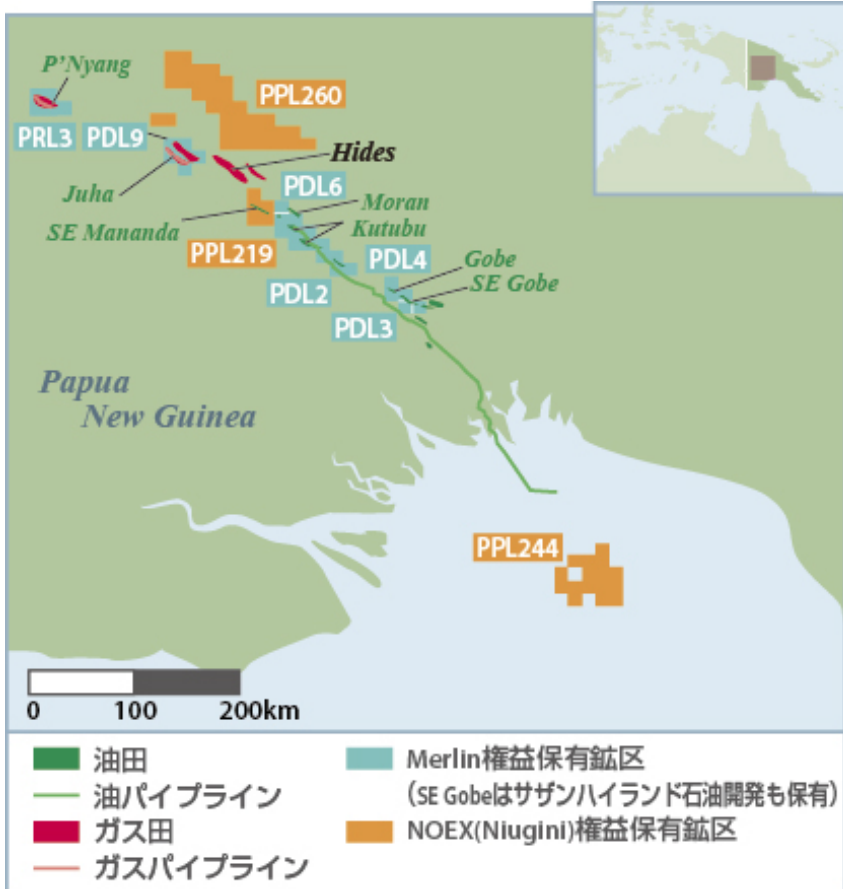 P'Nyang
PPL260
PRL3
PDL9
Hides
Juha
PDL6
Moran
SE Mananda
Kutubu
PPL219
PDL4
Gobe
PDL2
SE Gobe
PDL3
Papua
New Guinea
PPL244
0 100 200km
油田
油パイプライン
ガス田
ガスパイプライン
Merlin権益保有鉱区
(SE Gobeはサザンハイランド石油開発も保有)
NOEX(Niugini)権益保有鉱区